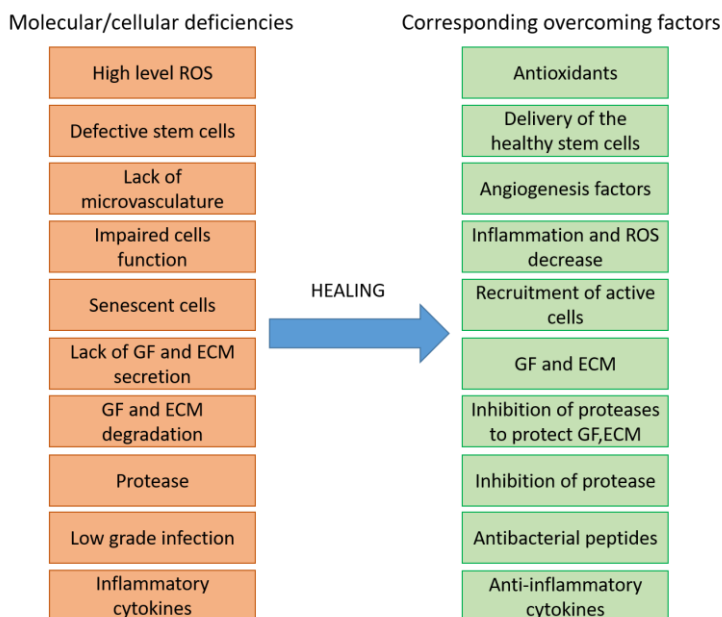 Molecular/cellular deficiencies
Corresponding overcoming factors
High level ROS
Antioxidants
Defective stem cells
Delivery of the
healthy stem cells
Lack of
microvasculature
Angiogenesis factors
Impaired cells
function
Inflammation and ROS
decrease
HEALING
Senescent cells
Recruitment of active
cells
Lack of GF and ECM
secretion
GF and ECM
GF and ECM
degradation
Inhibition of proteases
to protect GF,ECM
Protease
Inhibition of protease
Low grade infection
Antibacterial peptides
Inflammatory
cytokines
Anti-inflammatory
cytokines